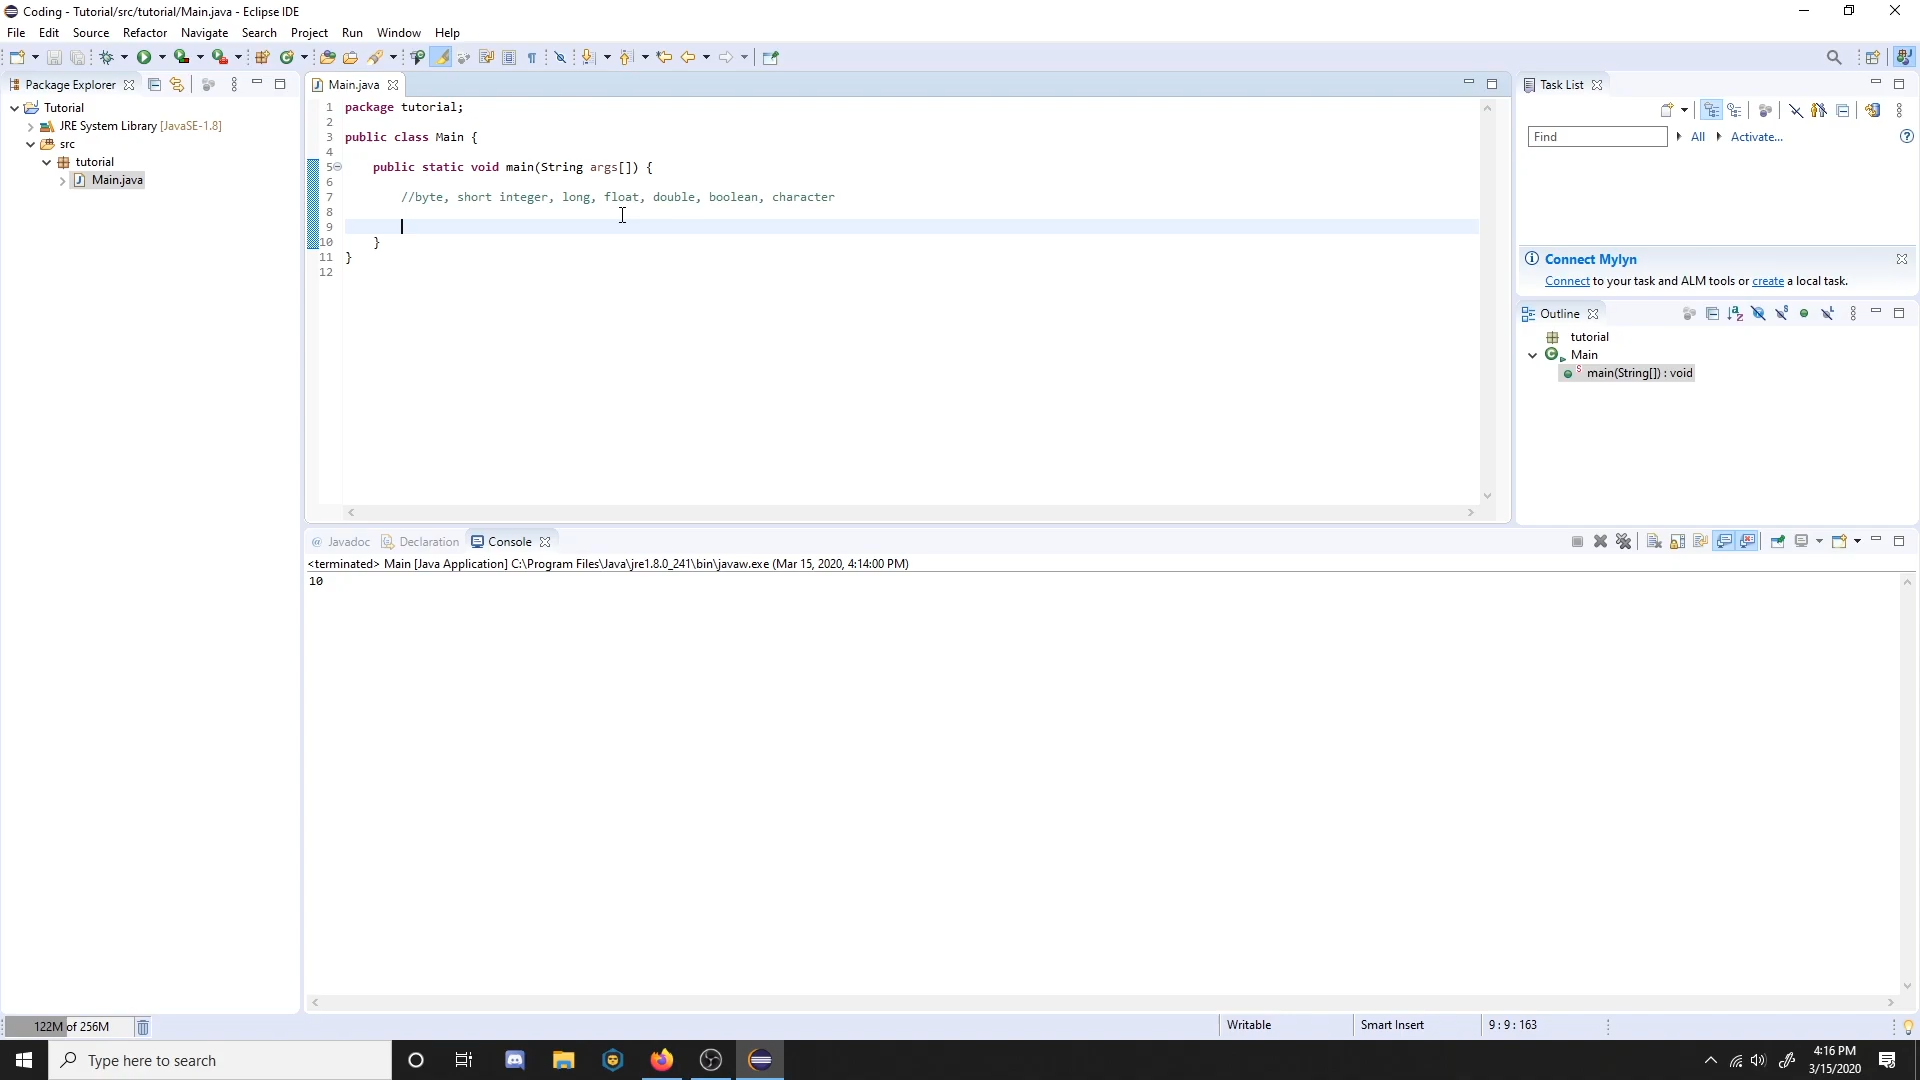 Coding - Tutorial/src/tutorial/Main.java - Eclipse IDE
File Edit Source Refactor Navigate Search Project Run Window Help
Package Explorer
Tutorial
JRE System Library [JavaSE-1.8]
src
tutorial
Main.java
Main.java
1 package tutorial;
2
3 public class Main {
4
5 public static void main(String args[]) {
6
7 //byte, short integer, long, float, double, boolean, character
8
9
10 }
11 }
12
Task List
Find All Activate...
Connect Mylyn
Connect to your task and ALM tools or create a local task.
Outline
tutorial
Main
main(String[]) : void
@ Javadoc Declaration Console
<terminated> Main [Java Application] C:\Program Files\Java\jre1.8.0_241\bin\javaw.exe (Mar 15, 2020, 4:14:00 PM)
10
122M of 256M
Writable Smart Insert 9 : 9 : 163
Type here to search
4:16 PM
3/15/2020